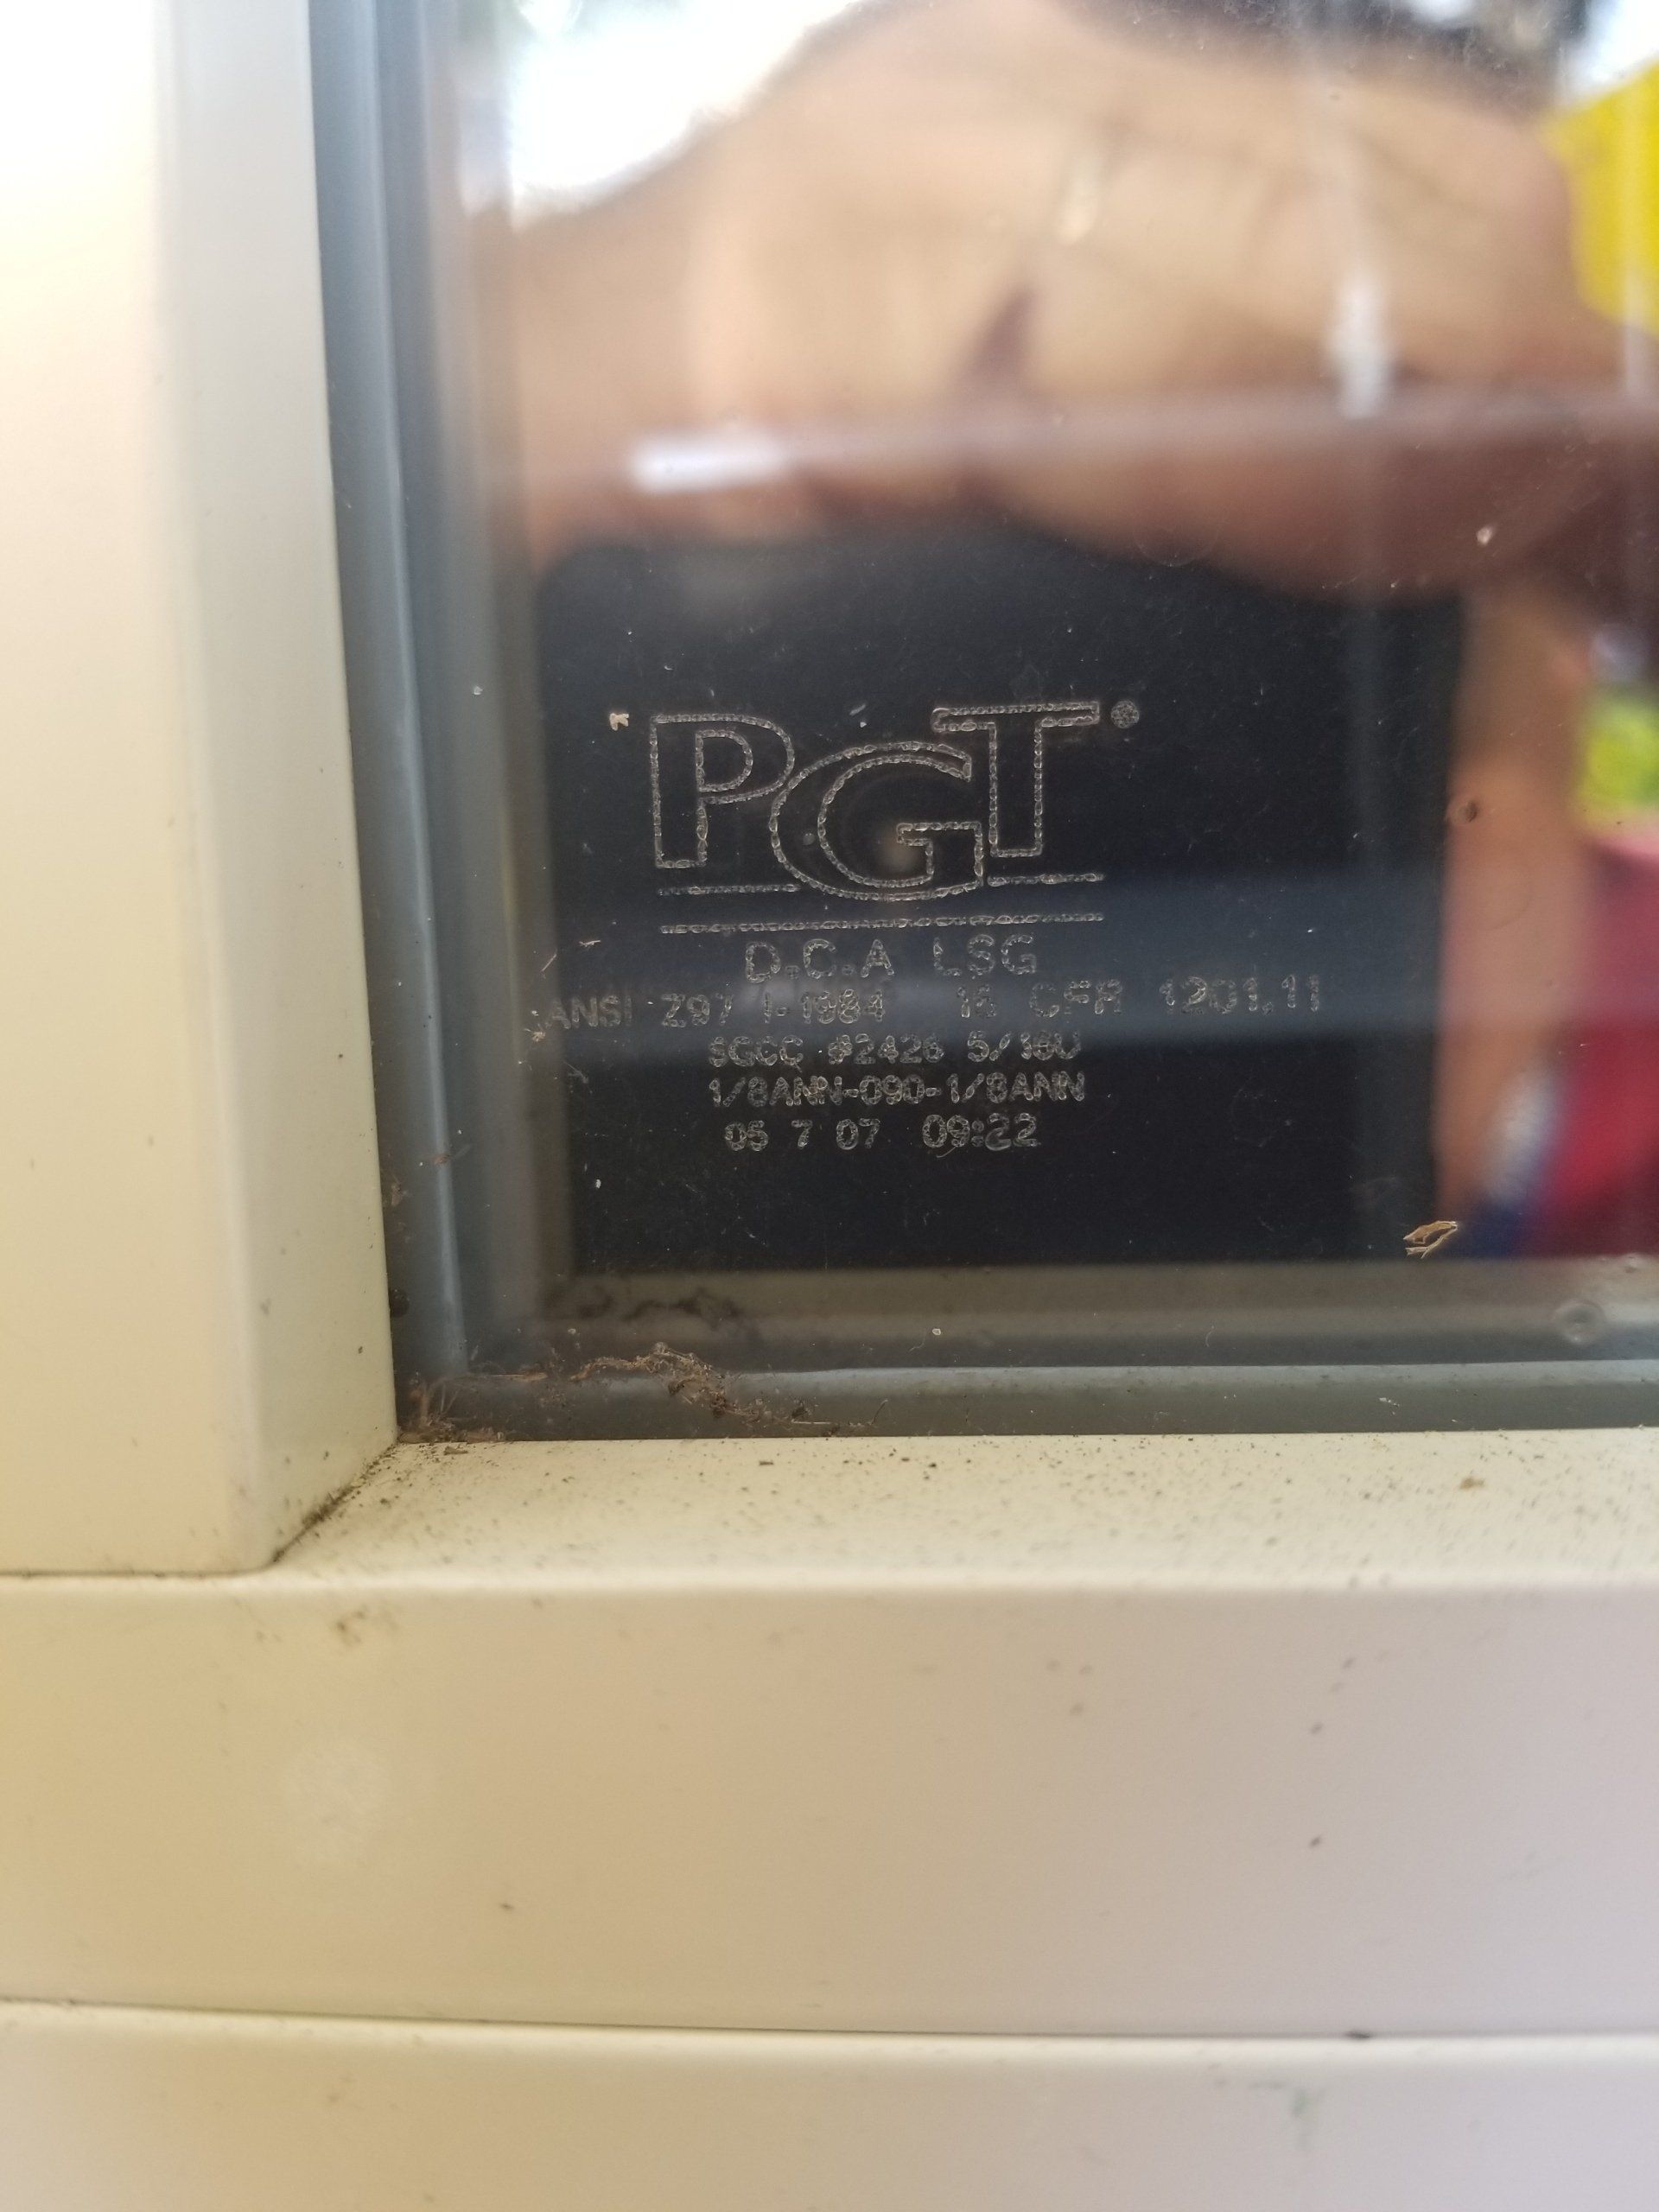 PGT
D.C.A LSG
ANSI Z97 1-1984 16 CFR 1201.11
SGCC #2426 5/16U
1/8ANN-090-1/8ANN
05 7 07 09:22